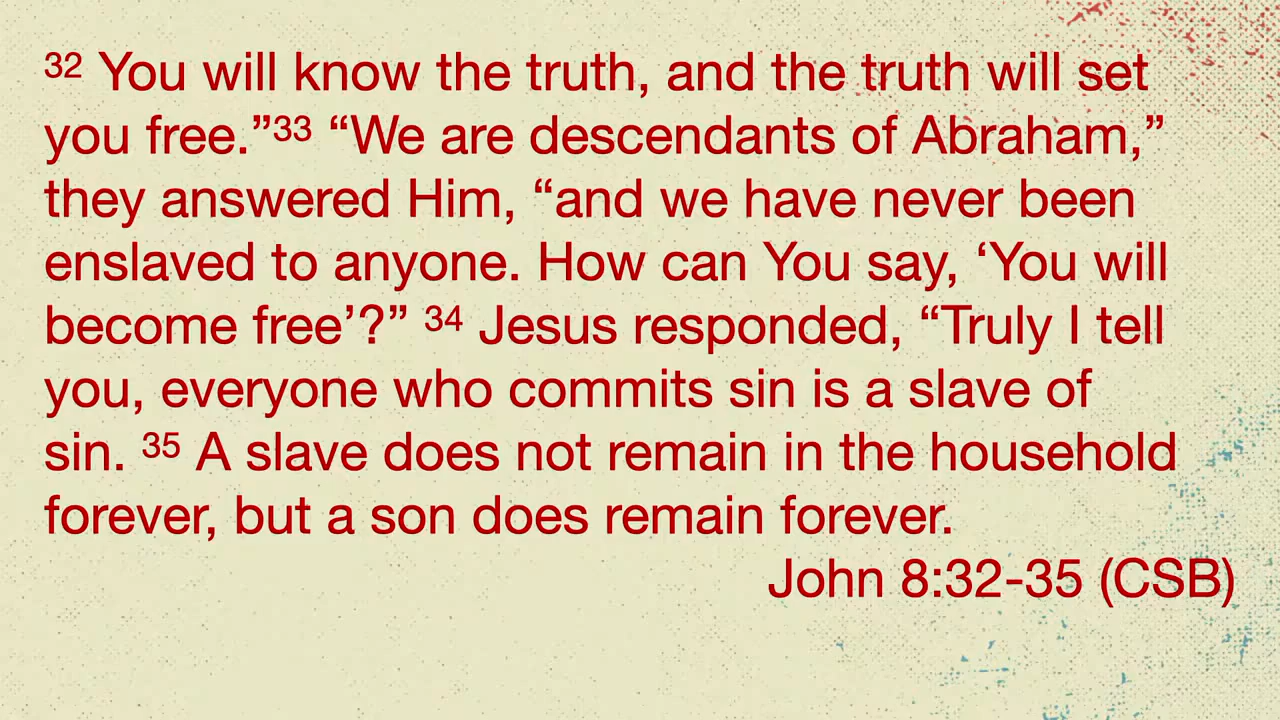 ³² You will know the truth, and the truth will set
you free.”³³ “We are descendants of Abraham,”
they answered Him, “and we have never been
enslaved to anyone. How can You say, ‘You will
become free’?” ³⁴ Jesus responded, “Truly I tell
you, everyone who commits sin is a slave of
sin. ³⁵ A slave does not remain in the household
forever, but a son does remain forever.
John 8:32-35 (CSB)